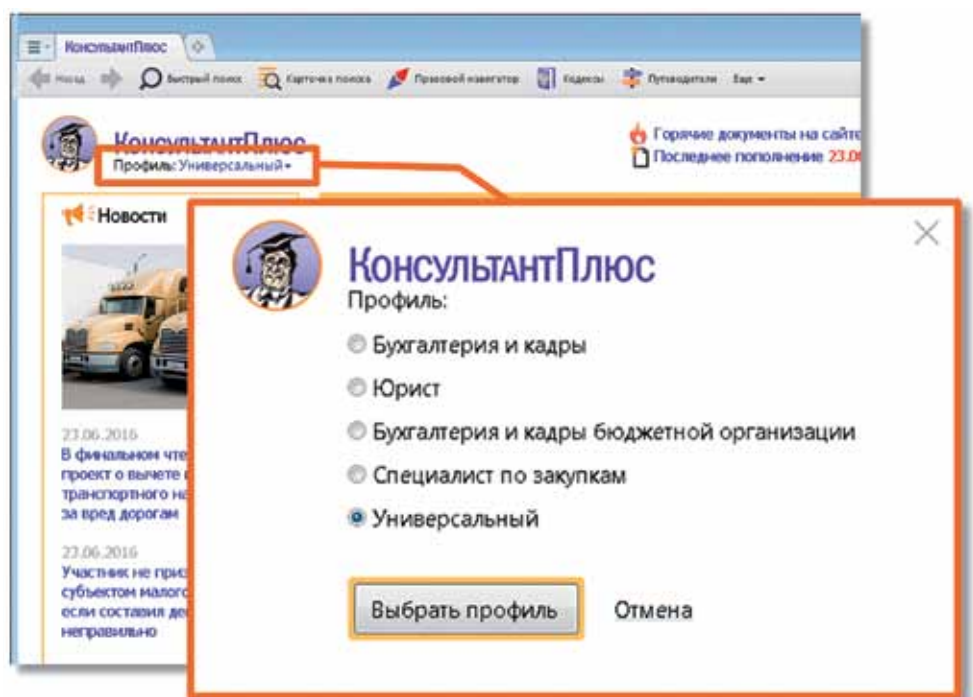 КонсультантПлюс
Назад
Быстрый поиск
Карточка поиска
Правовой навигатор
Кодексы
Путеводители
Еще
КонсультантПлюс
Профиль: Универсальный
Горячие документы на сайте
Последнее пополнение 23.0
Новости
23.06.2016
В финальном чте
проект о вычете
транспортного на
за вред дорогам
23.06.2016
Участник не приз
субъектом малого
если составил де
неправильно
КонсультантПлюс
Профиль:
Бухгалтерия и кадры
Юрист
Бухгалтерия и кадры бюджетной организации
Специалист по закупкам
Универсальный
Выбрать профиль
Отмена